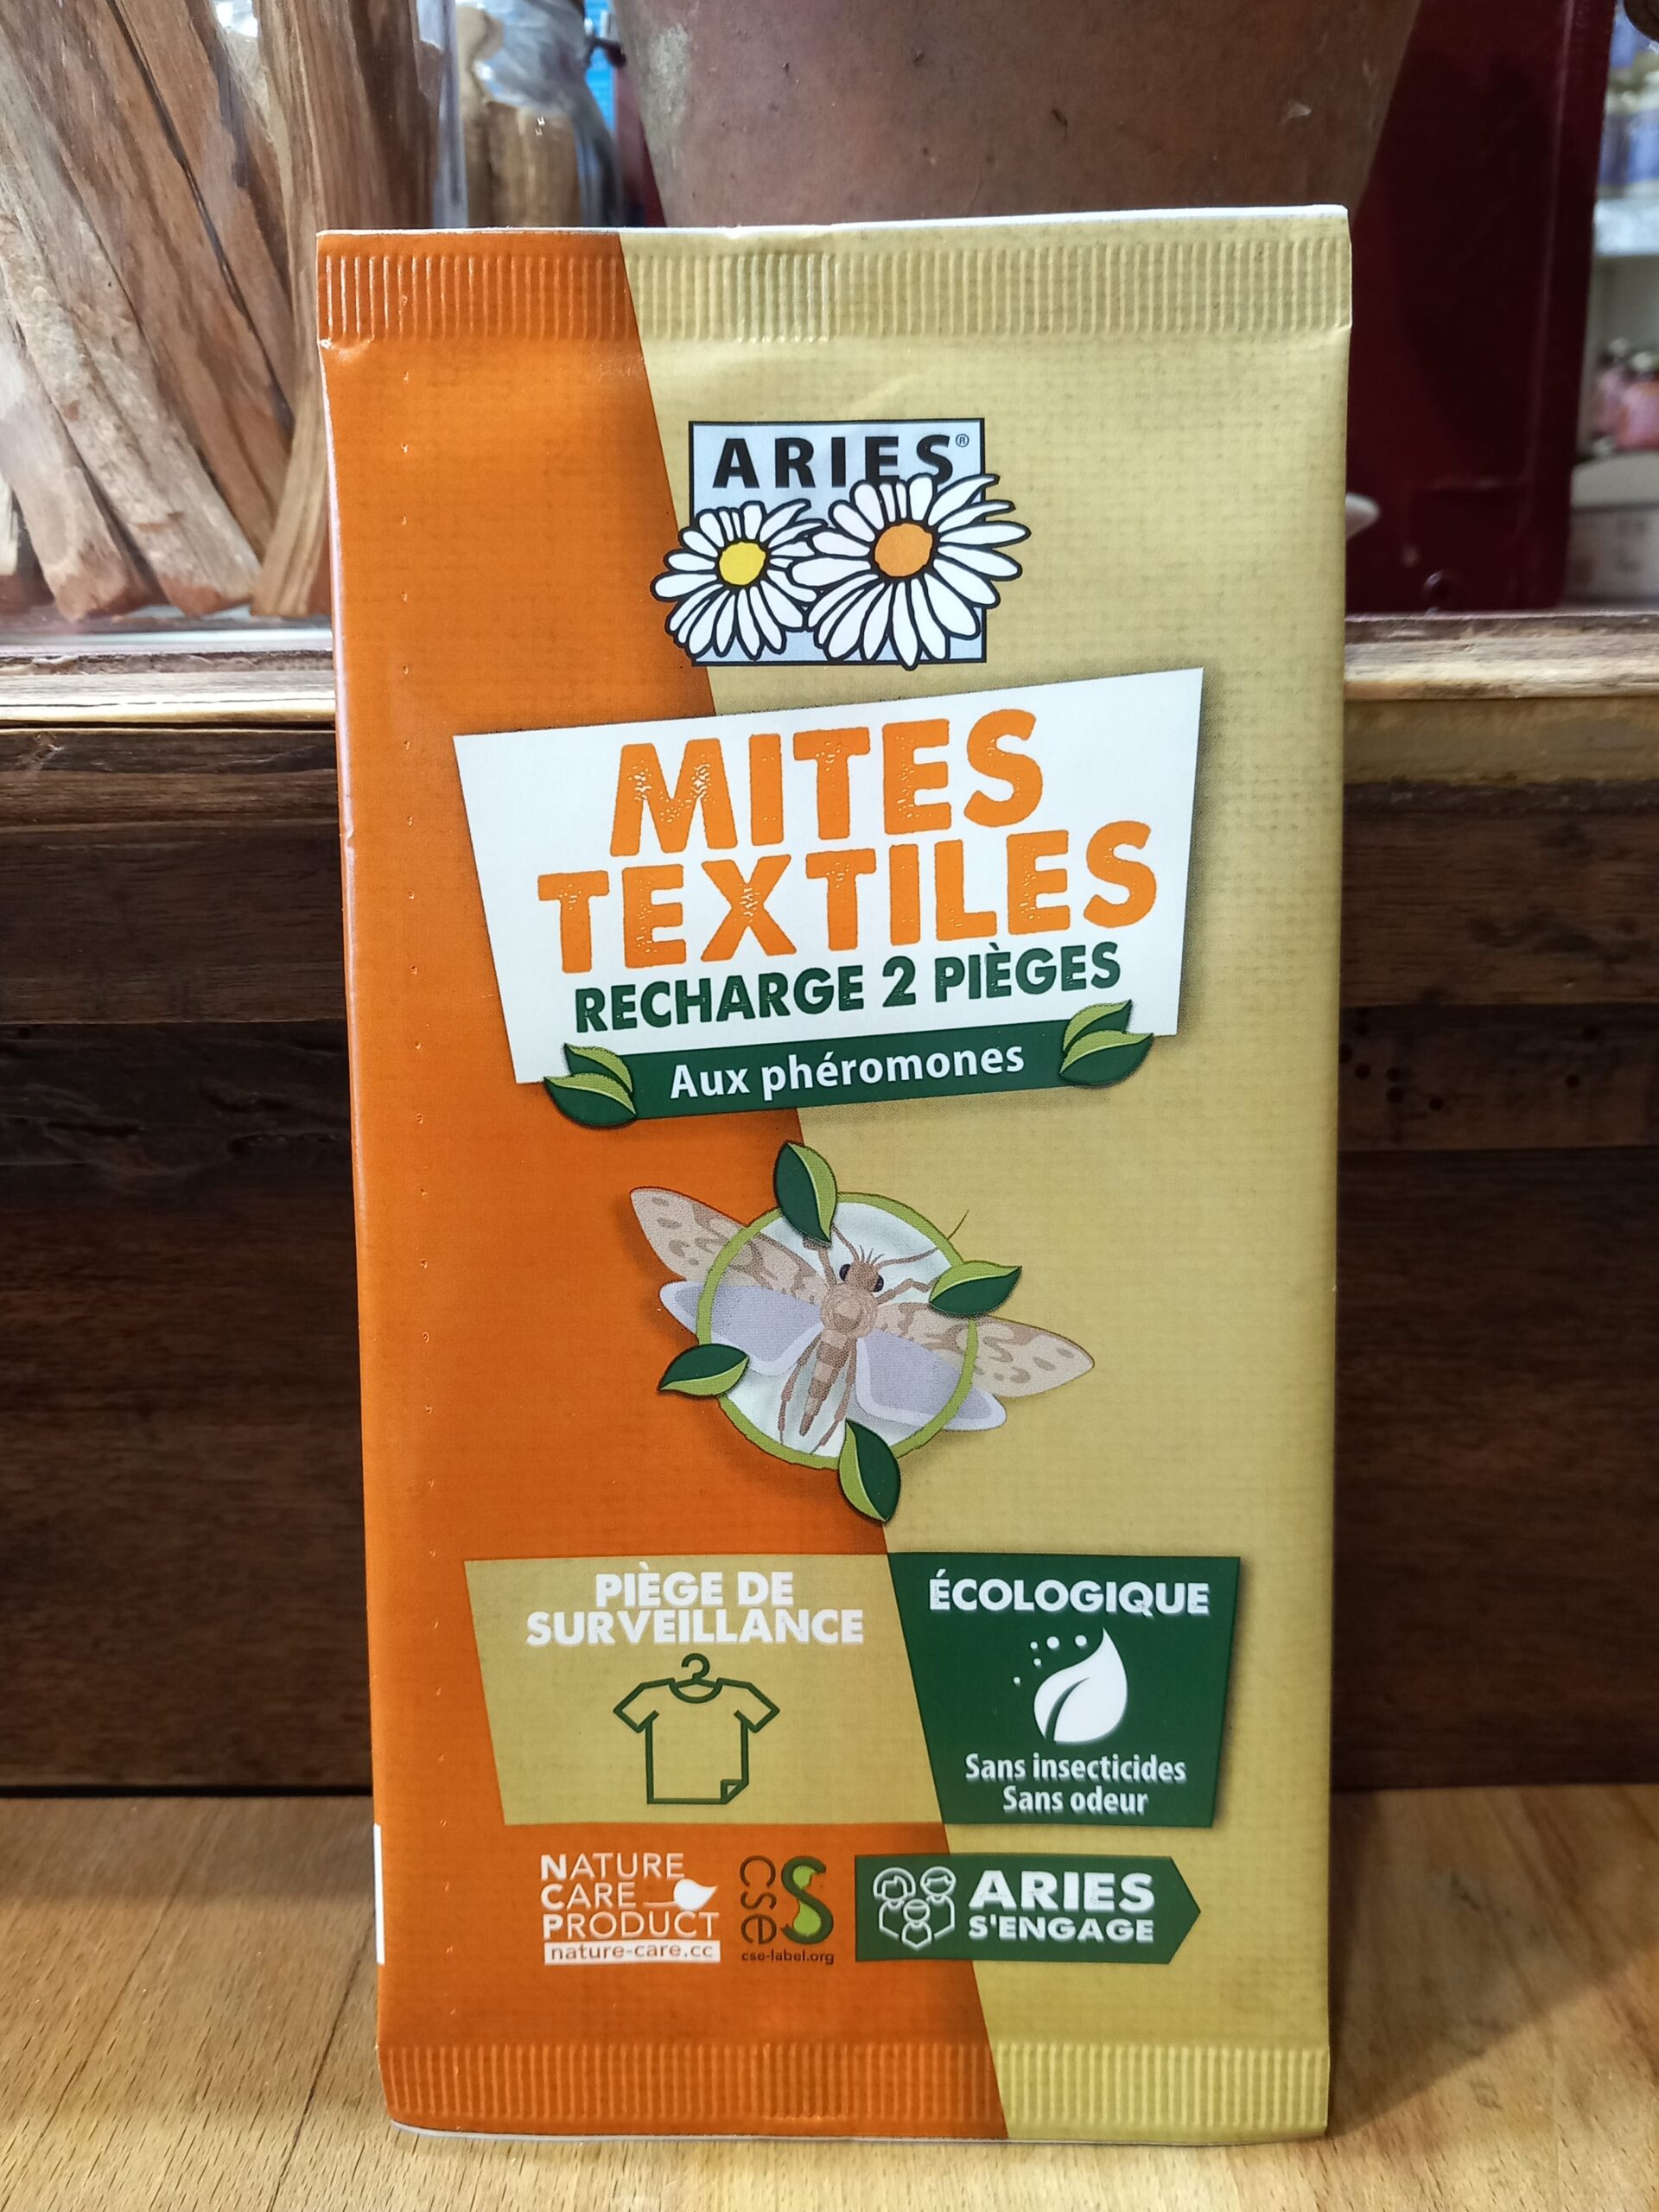 ARIES®
MITES
TEXTILES
RECHARGE 2 PIÈGES
Aux phéromones
PIÈGE DE
SURVEILLANCE
ÉCOLOGIQUE
Sans insecticides
Sans odeur
NATURE
CARE
PRODUCT
nature-care.cc
cse
cse-label.org
ARIES
S'ENGAGE